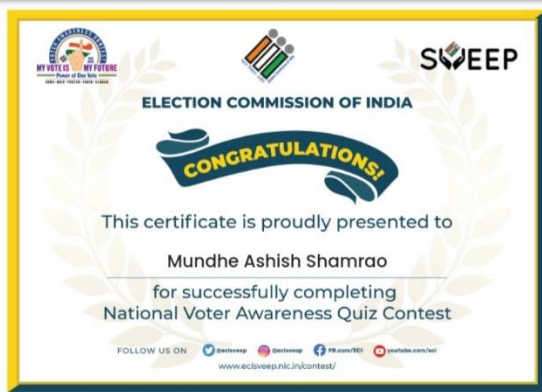 MY VOTE IS MY FUTURE
Power of One Vote
SWEEP
ELECTION COMMISSION OF INDIA
CONGRATULATIONS!
This certificate is proudly presented to
Mundhe Ashish Shamrao
for successfully completing
National Voter Awareness Quiz Contest
FOLLOW US ON @ecisveep @ecisveep FB.com/ECI youtube.com/eci
www.ecisveep.nic.in/contest/